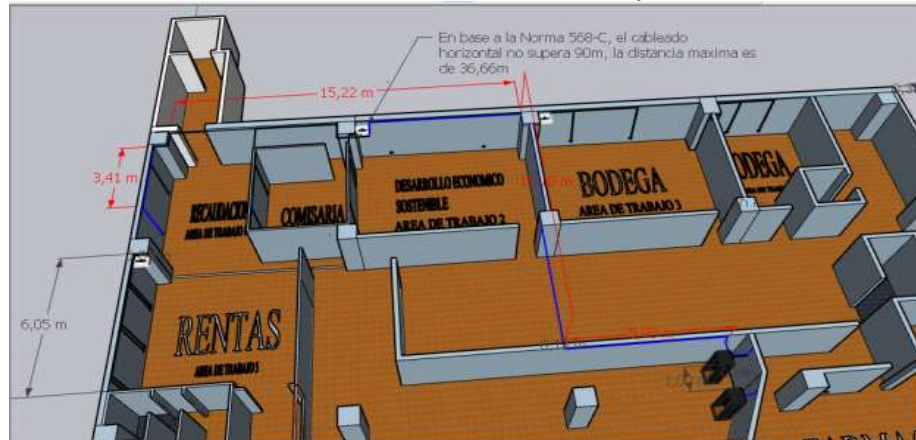 En base a la Norma 568-C, el cableado
horizontal no supera 90m, la distancia maxima es
de 36,66m
15,22 m
3,41 m
RECAUDACION
AREA DE TRABAJO
COMISARIA
DESARROLLO ECONOMICO
SOSTENIBLE
AREA DE TRABAJO 2
BODEGA
AREA DE TRABAJO 3
BODEGA
6,05 m
RENTAS
AREA DE TRABAJO 5